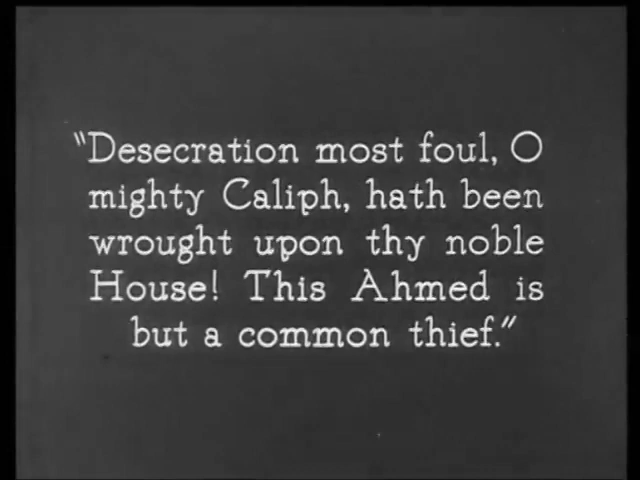 "Desecration most foul, O
mighty Caliph, hath been
wrought upon thy noble
House! This Ahmed is
but a common thief."